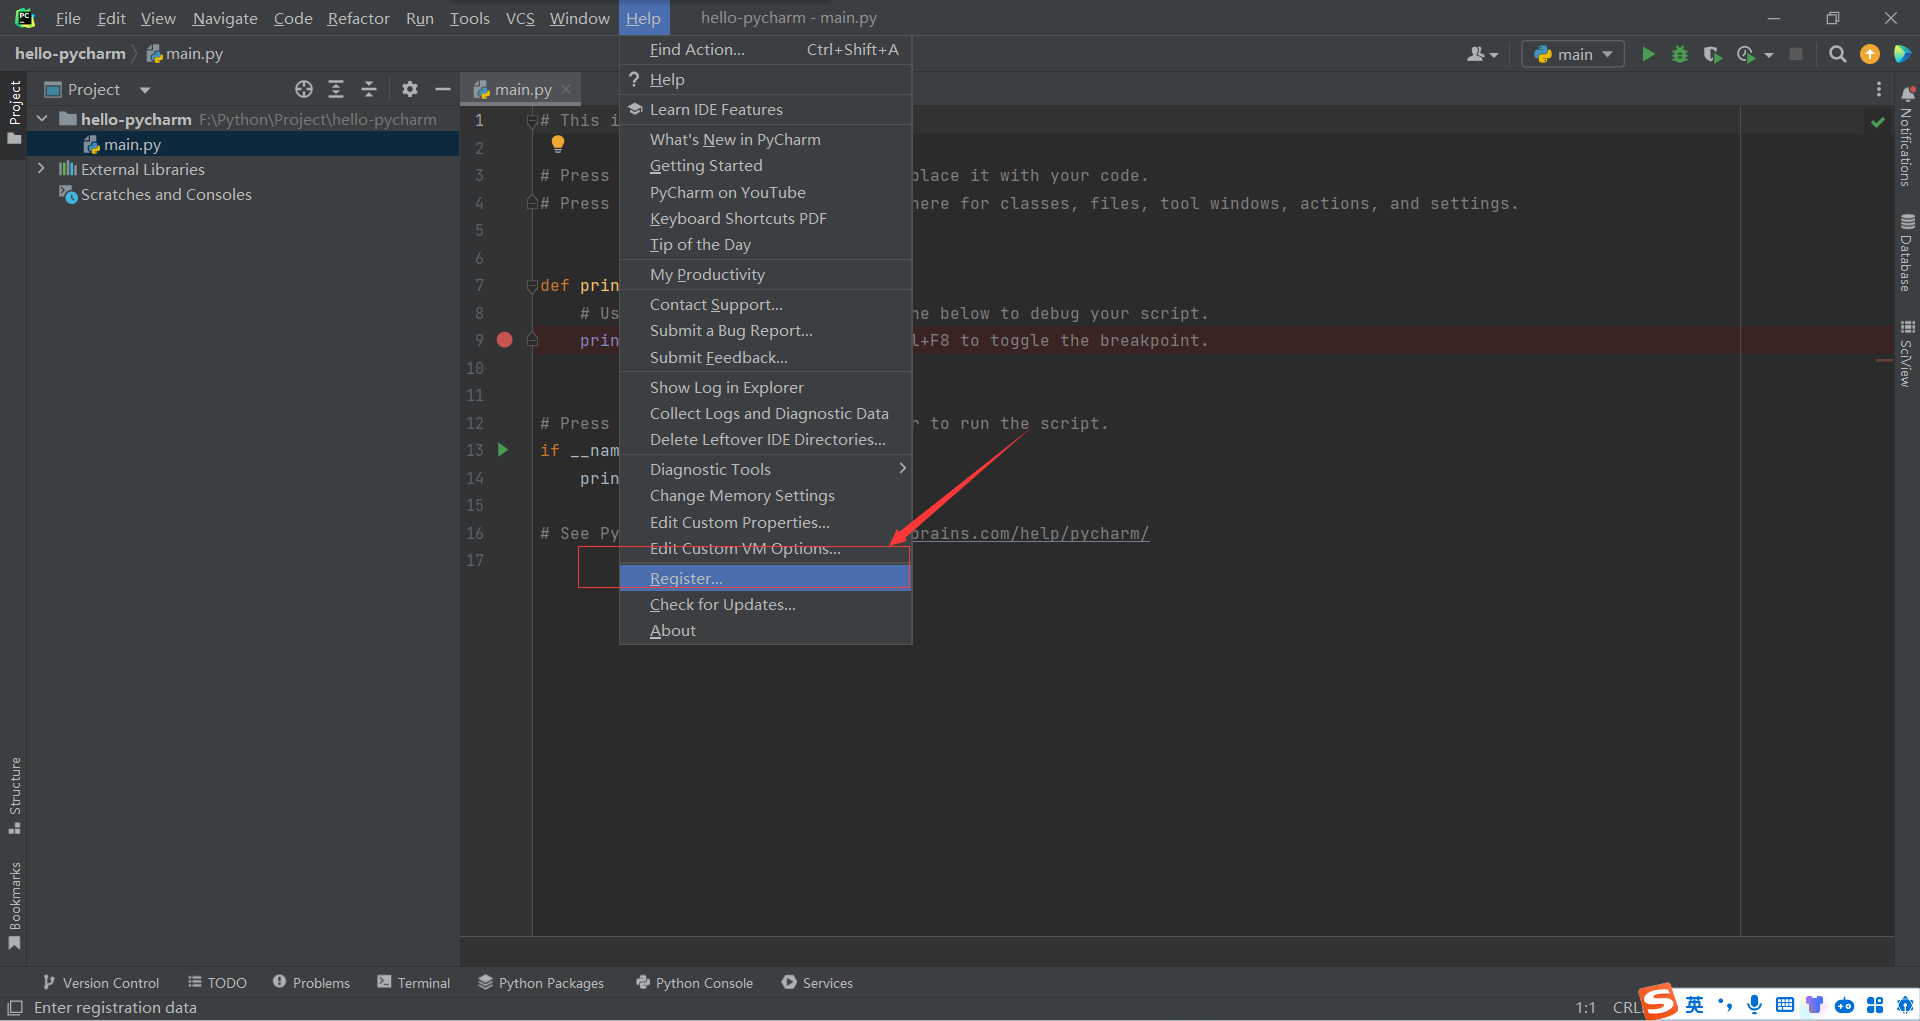 File Edit View Navigate Code Refactor Run Tools VCS Window Help hello-pycharm - main.py
hello-pycharm main.py
main
Project
Project
main.py
hello-pycharm F:\Python\Project\hello-pycharm
main.py
External Libraries
Scratches and Consoles
Structure
Bookmarks
1 # This i
2
3 # Press place it with your code.
4 # Press here for classes, files, tool windows, actions, and settings.
5
6
7 def prin
8 # Us ne below to debug your script.
9 prin l+F8 to toggle the breakpoint.
10
11
12 # Press r to run the script.
13 if __nam
14 prin
15
16 # See Py brains.com/help/pycharm/
17
Find Action... Ctrl+Shift+A
? Help
Learn IDE Features
What's New in PyCharm
Getting Started
PyCharm on YouTube
Keyboard Shortcuts PDF
Tip of the Day
My Productivity
Contact Support...
Submit a Bug Report...
Submit Feedback...
Show Log in Explorer
Collect Logs and Diagnostic Data
Delete Leftover IDE Directories...
Diagnostic Tools
Change Memory Settings
Edit Custom Properties...
Edit Custom VM Options...
Register...
Check for Updates...
About
Notifications
Database
SciView
Version Control TODO Problems Terminal Python Packages Python Console Services
Enter registration data
1:1 CRL
英